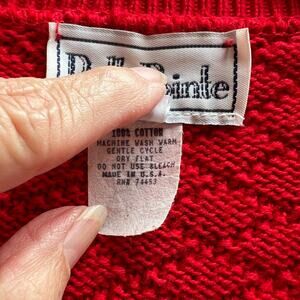 100% COTTON
MACHINE WASH WARM
GENTLE CYCLE
DRY FLAT
DO NOT USE BLEACH
MADE IN U.S.A.
RN# 74453